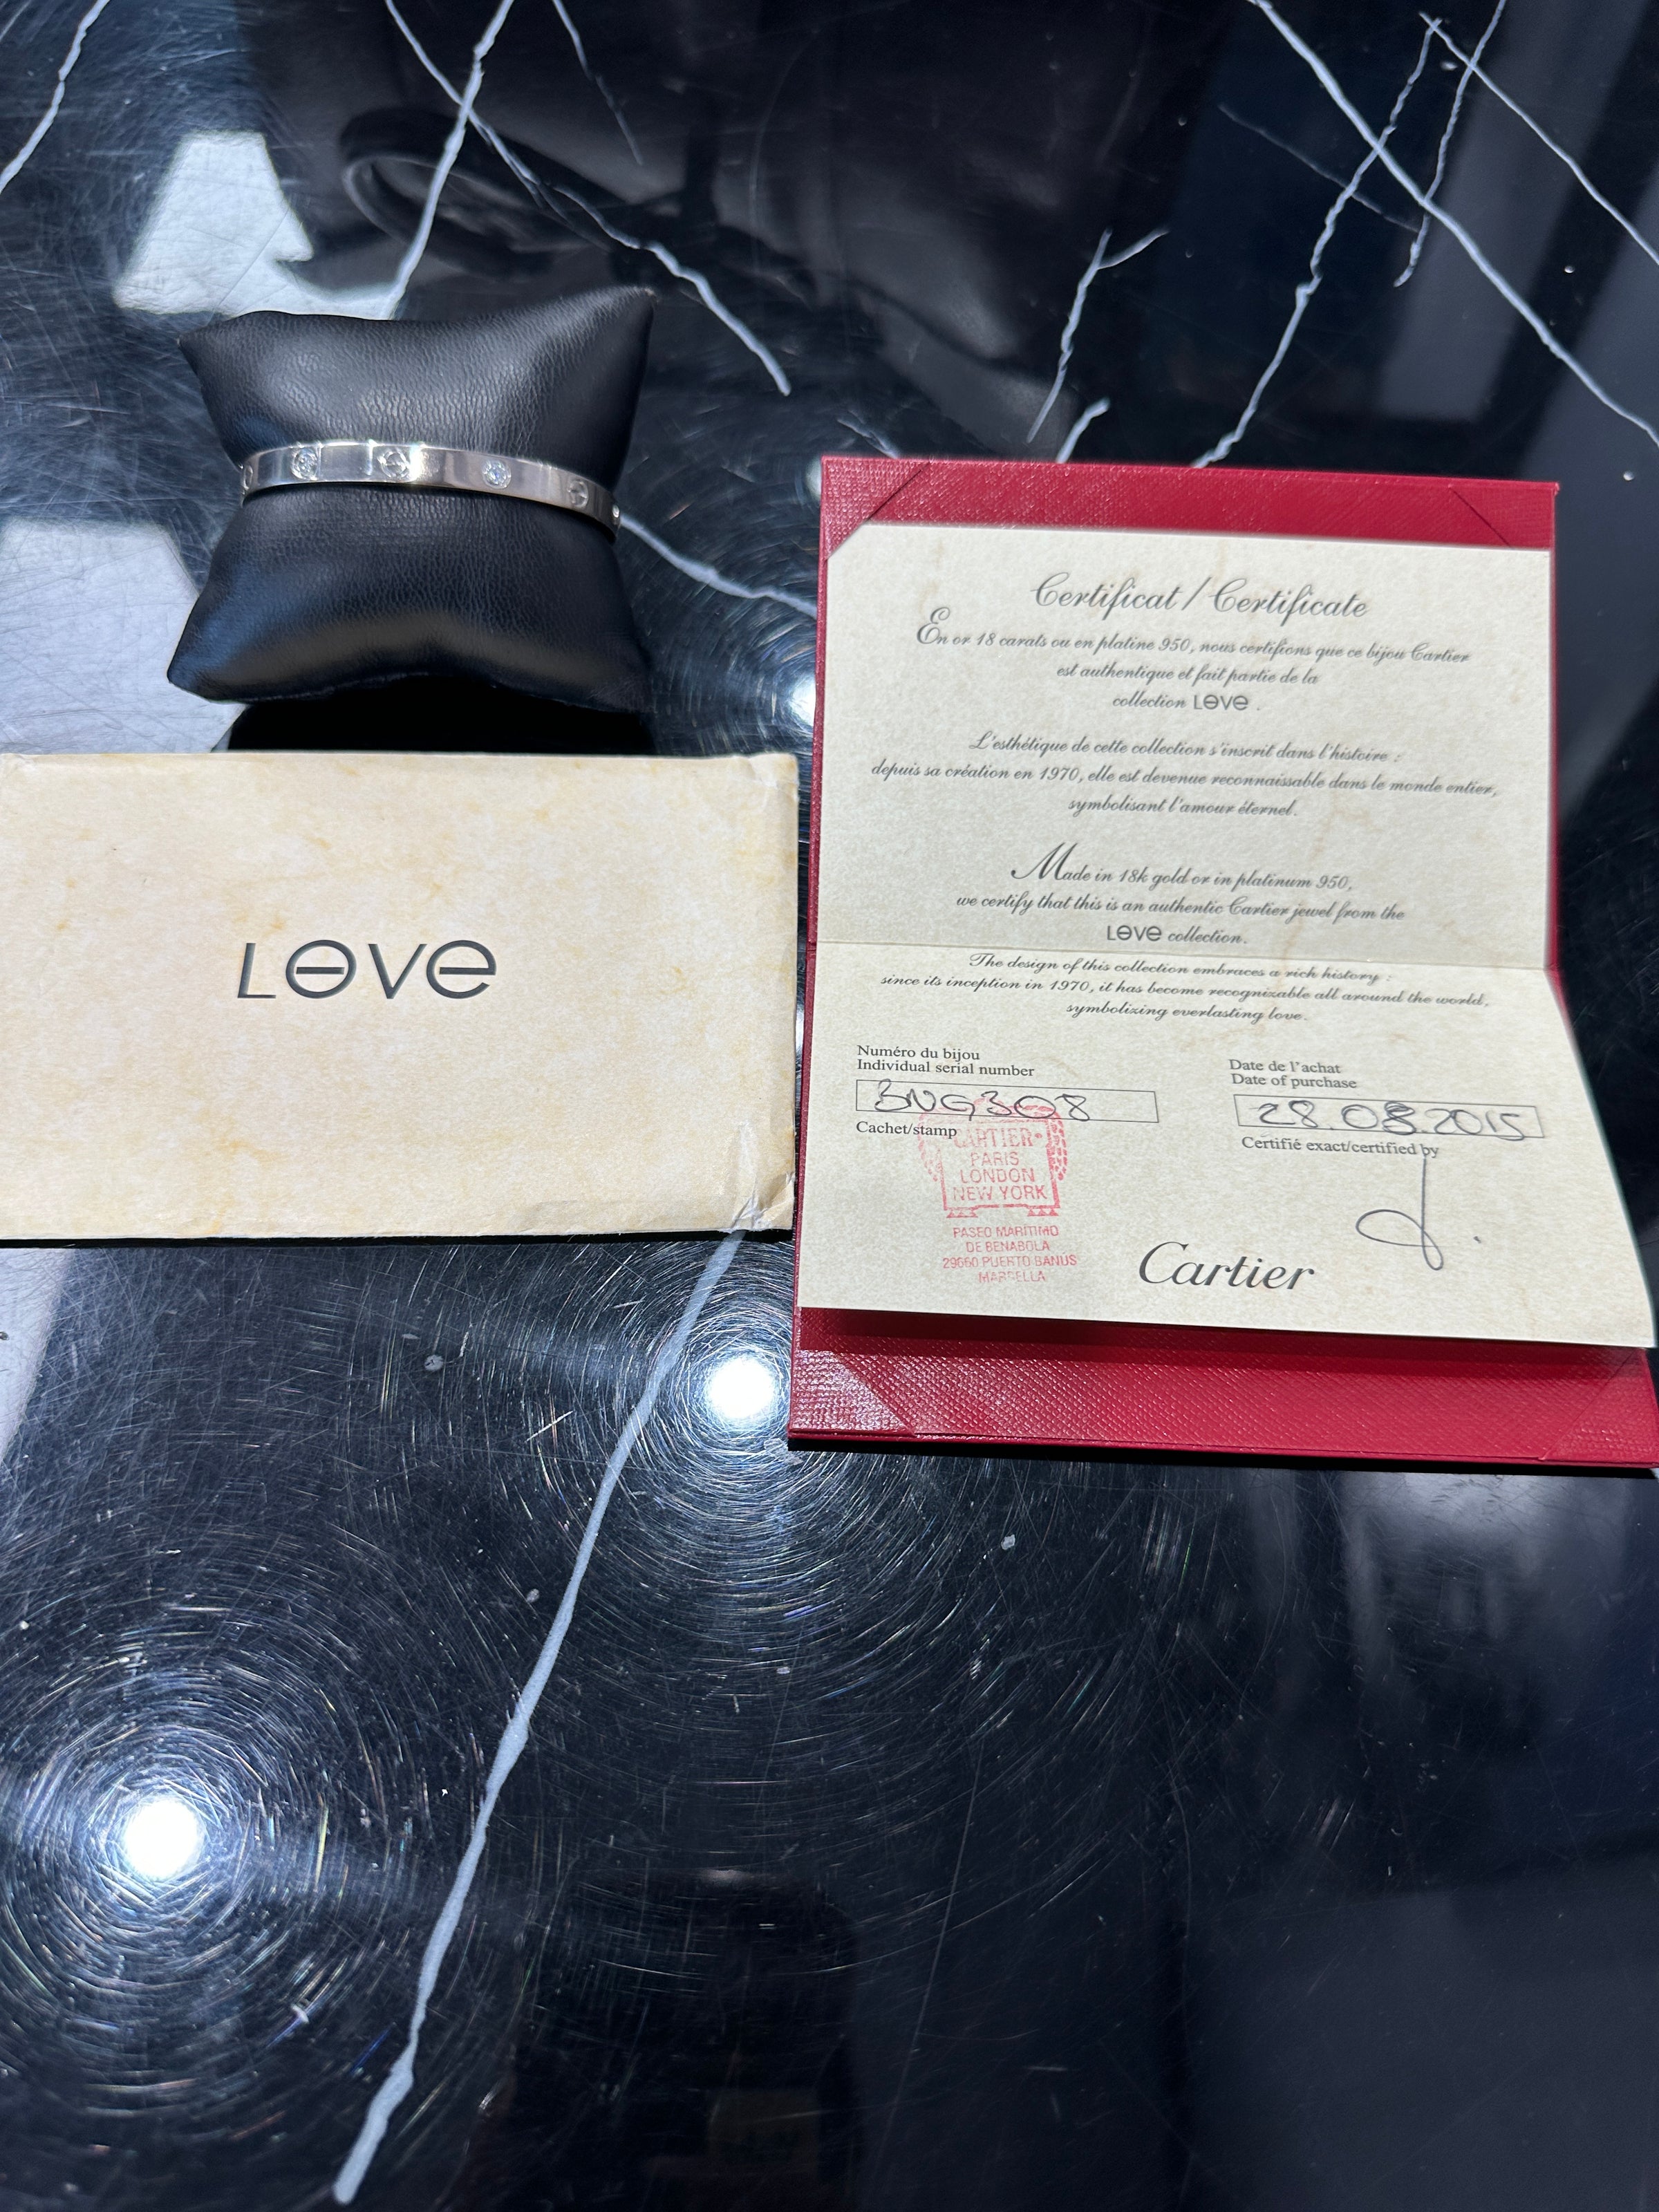 LOVE
Certificat / Certificate
En or 18 carats ou en platine 950, nous certifions que ce bijou Cartier
est authentique et fait partie de la
collection LOVE .
L'esthétique de cette collection s'inscrit dans l'histoire :
depuis sa création en 1970, elle est devenue reconnaissable dans le monde entier,
symbolisant l'amour éternel.
Made in 18k gold or in platinum 950,
we certify that this is an authentic Cartier jewel from the
LOVE collection.
The design of this collection embraces a rich history :
since its inception in 1970, it has become recognizable all around the world,
symbolizing everlasting love.
Numéro du bijou
Individual serial number
BNG308
Cachet/stamp
Date de l'achat
Date of purchase
28.08.2015
Certifié exact/certified by
CARTIER
PARIS
LONDON
NEW YORK
PASEO MARÍTIMO
DE BENABOLA
29660 PUERTO BANUS
MARBELLA
Cartier